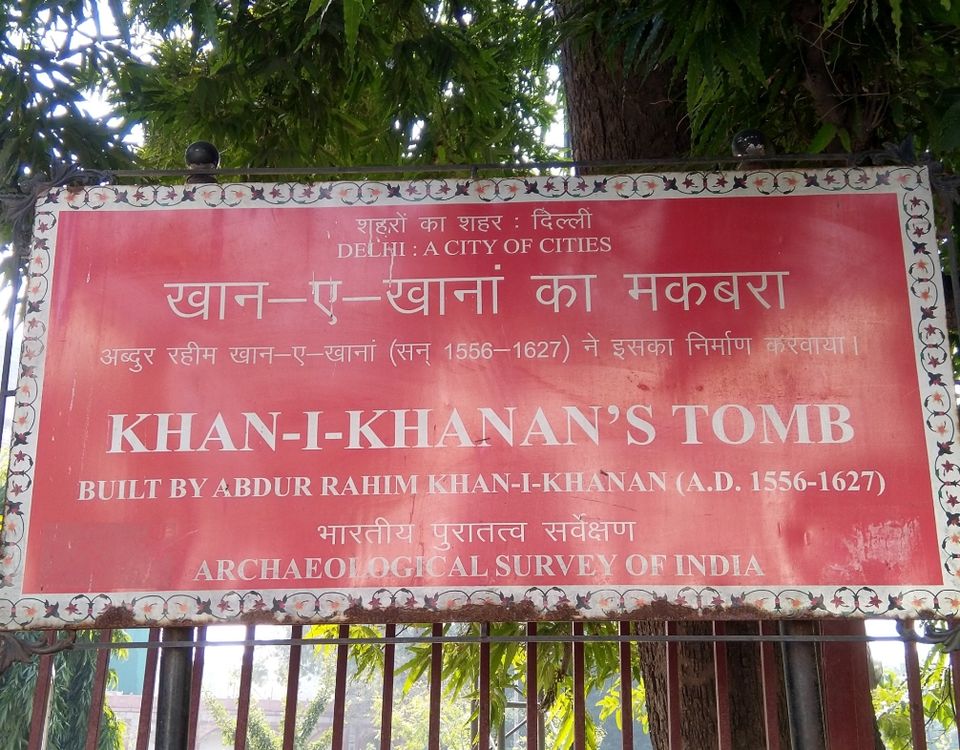 शहरों का शहर : दिल्ली
DELHI : A CITY OF CITIES
खान–ए–खानां का मकबरा
अब्दुर रहीम खान–ए–खानां (सन् 1556–1627) ने इसका निर्माण करवाया।
KHAN-I-KHANAN’S TOMB
BUILT BY ABDUR RAHIM KHAN-I-KHANAN (A.D. 1556-1627)
भारतीय पुरातत्व सर्वेक्षण
ARCHAEOLOGICAL SURVEY OF INDIA